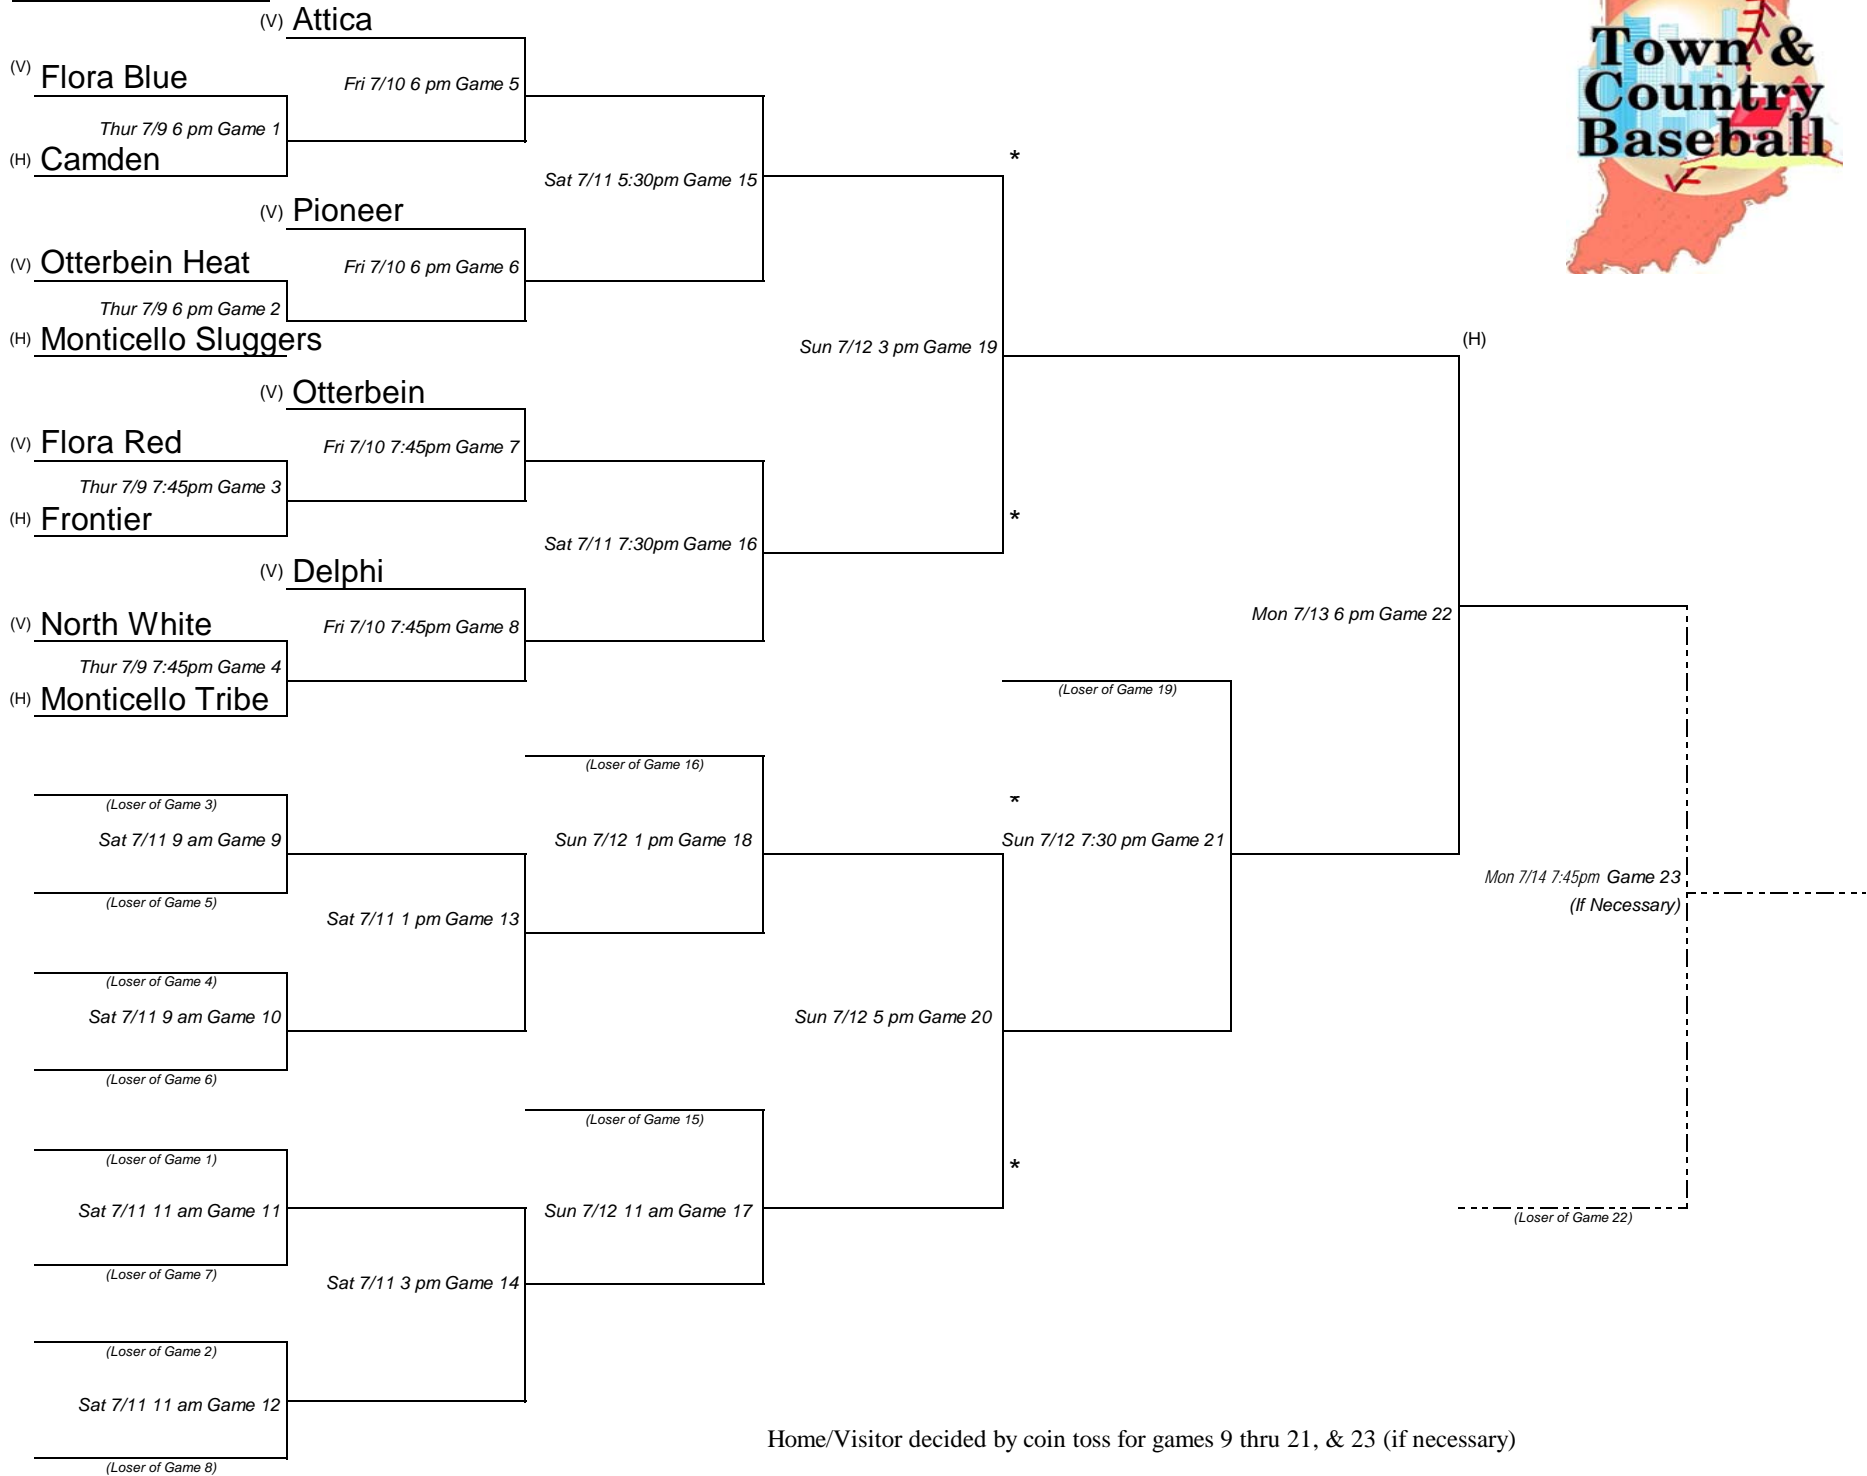 (V) Attica
(V) Flora Blue
Fri 7/10 6 pm Game 5
Thur 7/9 6 pm Game 1
(H) Camden
Sat 7/11 5:30pm Game 15
*
(V) Pioneer
(V) Otterbein Heat
Fri 7/10 6 pm Game 6
Thur 7/9 6 pm Game 2
(H) Monticello Sluggers
Sun 7/12 3 pm Game 19
(H)
(V) Otterbein
(V) Flora Red
Fri 7/10 7:45pm Game 7
Thur 7/9 7:45pm Game 3
(H) Frontier
*
Sat 7/11 7:30pm Game 16
(V) Delphi
(V) North White
Fri 7/10 7:45pm Game 8
Mon 7/13 6 pm Game 22
Thur 7/9 7:45pm Game 4
(H) Monticello Tribe
(Loser of Game 19)
(Loser of Game 16)
(Loser of Game 3)
*
Sat 7/11 9 am Game 9
Sun 7/12 1 pm Game 18
Sun 7/12 7:30 pm Game 21
Mon 7/14 7:45pm Game 23
(If Necessary)
(Loser of Game 5)
Sat 7/11 1 pm Game 13
(Loser of Game 4)
Sat 7/11 9 am Game 10
Sun 7/12 5 pm Game 20
(Loser of Game 6)
(Loser of Game 15)
(Loser of Game 1)
*
Sat 7/11 11 am Game 11
Sun 7/12 11 am Game 17
(Loser of Game 22)
(Loser of Game 7)
Sat 7/11 3 pm Game 14
(Loser of Game 2)
Sat 7/11 11 am Game 12
(Loser of Game 8)
Home/Visitor decided by coin toss for games 9 thru 21, & 23 (if necessary)
Town &
Country
Baseball